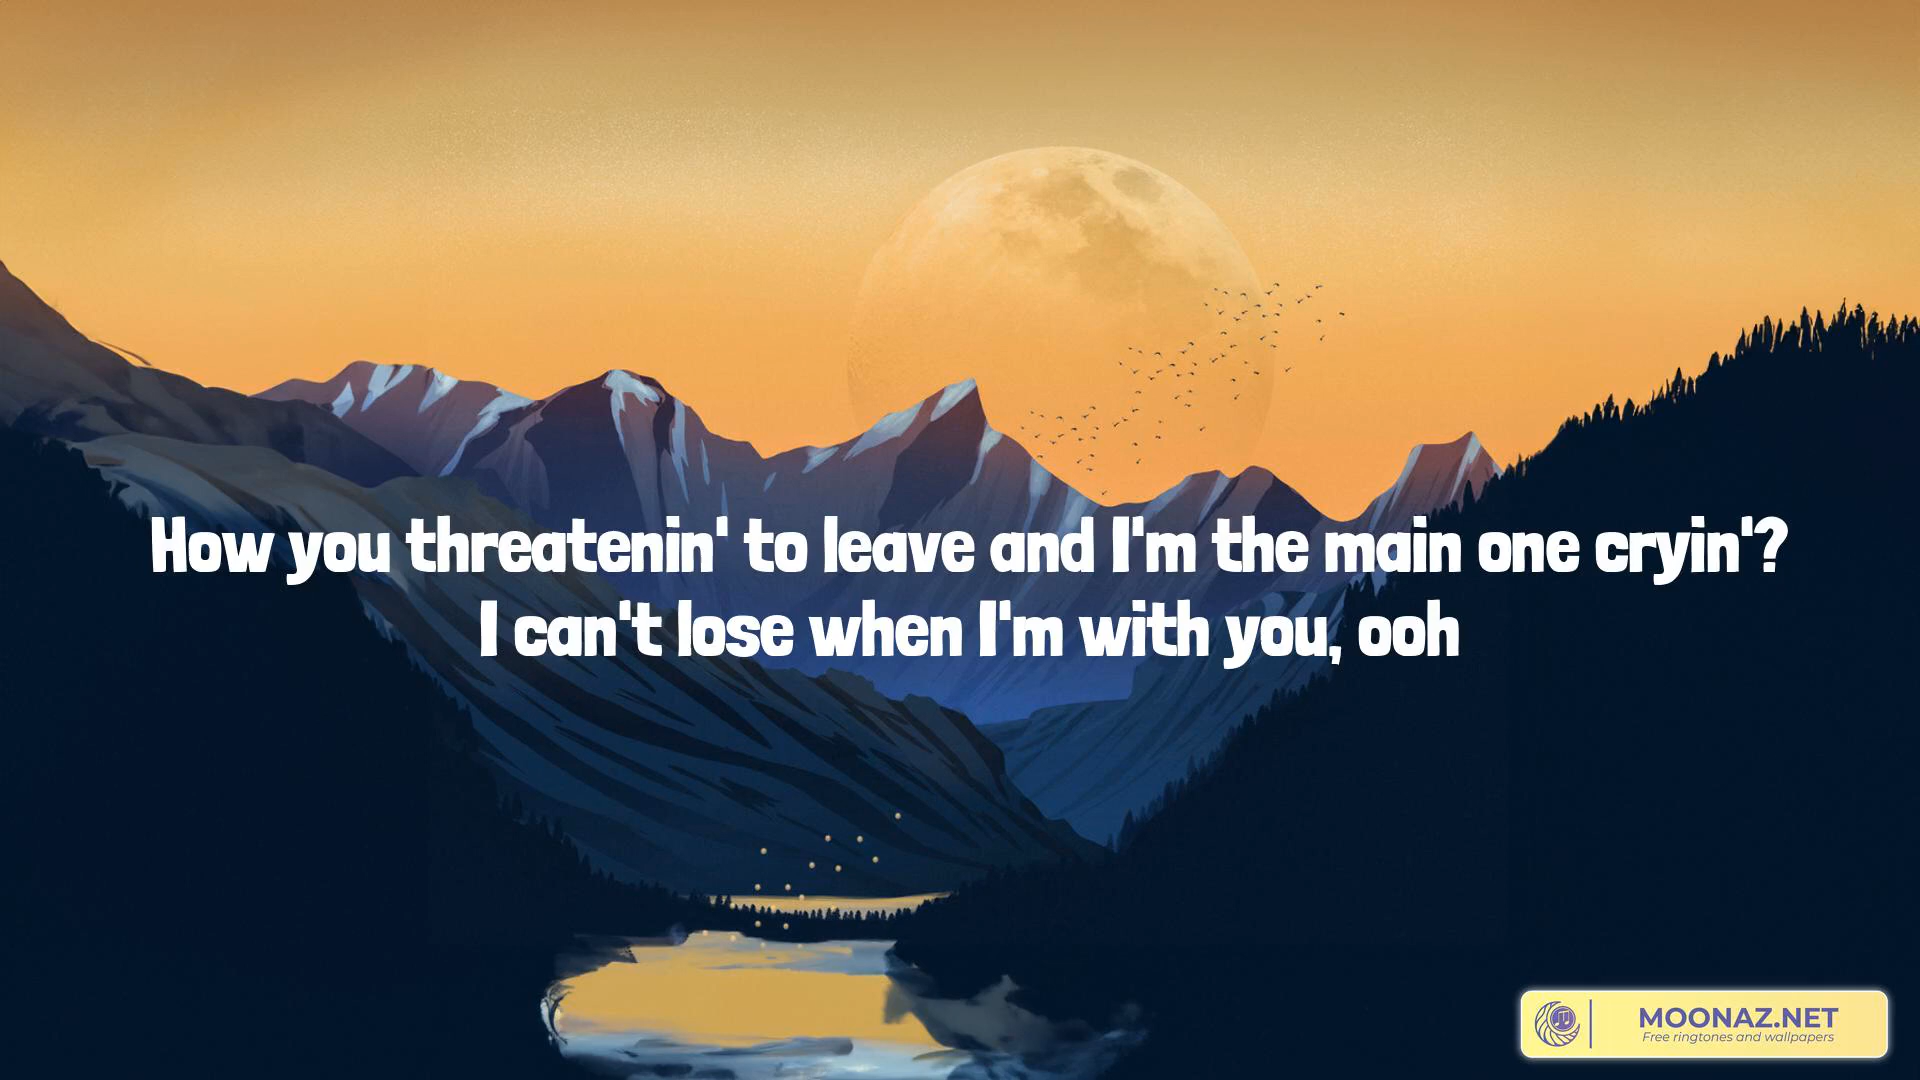 How you threatenin' to leave and I'm the main one cryin'?
I can't lose when I'm with you, ooh
MOONAZ.NET
Free ringtones and wallpapers